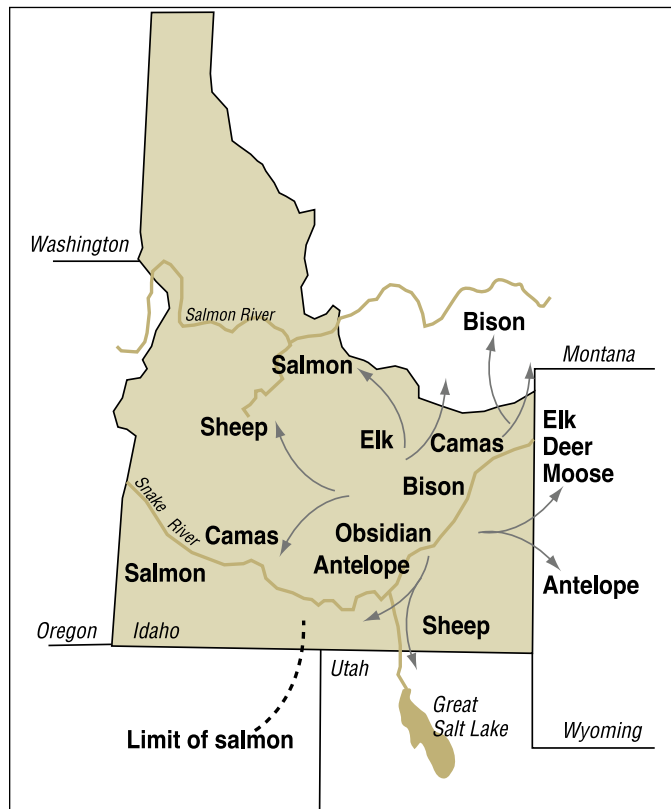 Washington
Salmon River
Bison
Montana
Salmon
Sheep
Elk
Camas
Elk
Deer
Moose
Bison
Snake River
Camas
Obsidian
Antelope
Salmon
Antelope
Sheep
Oregon
Idaho
Utah
Great
Salt Lake
Limit of salmon
Wyoming